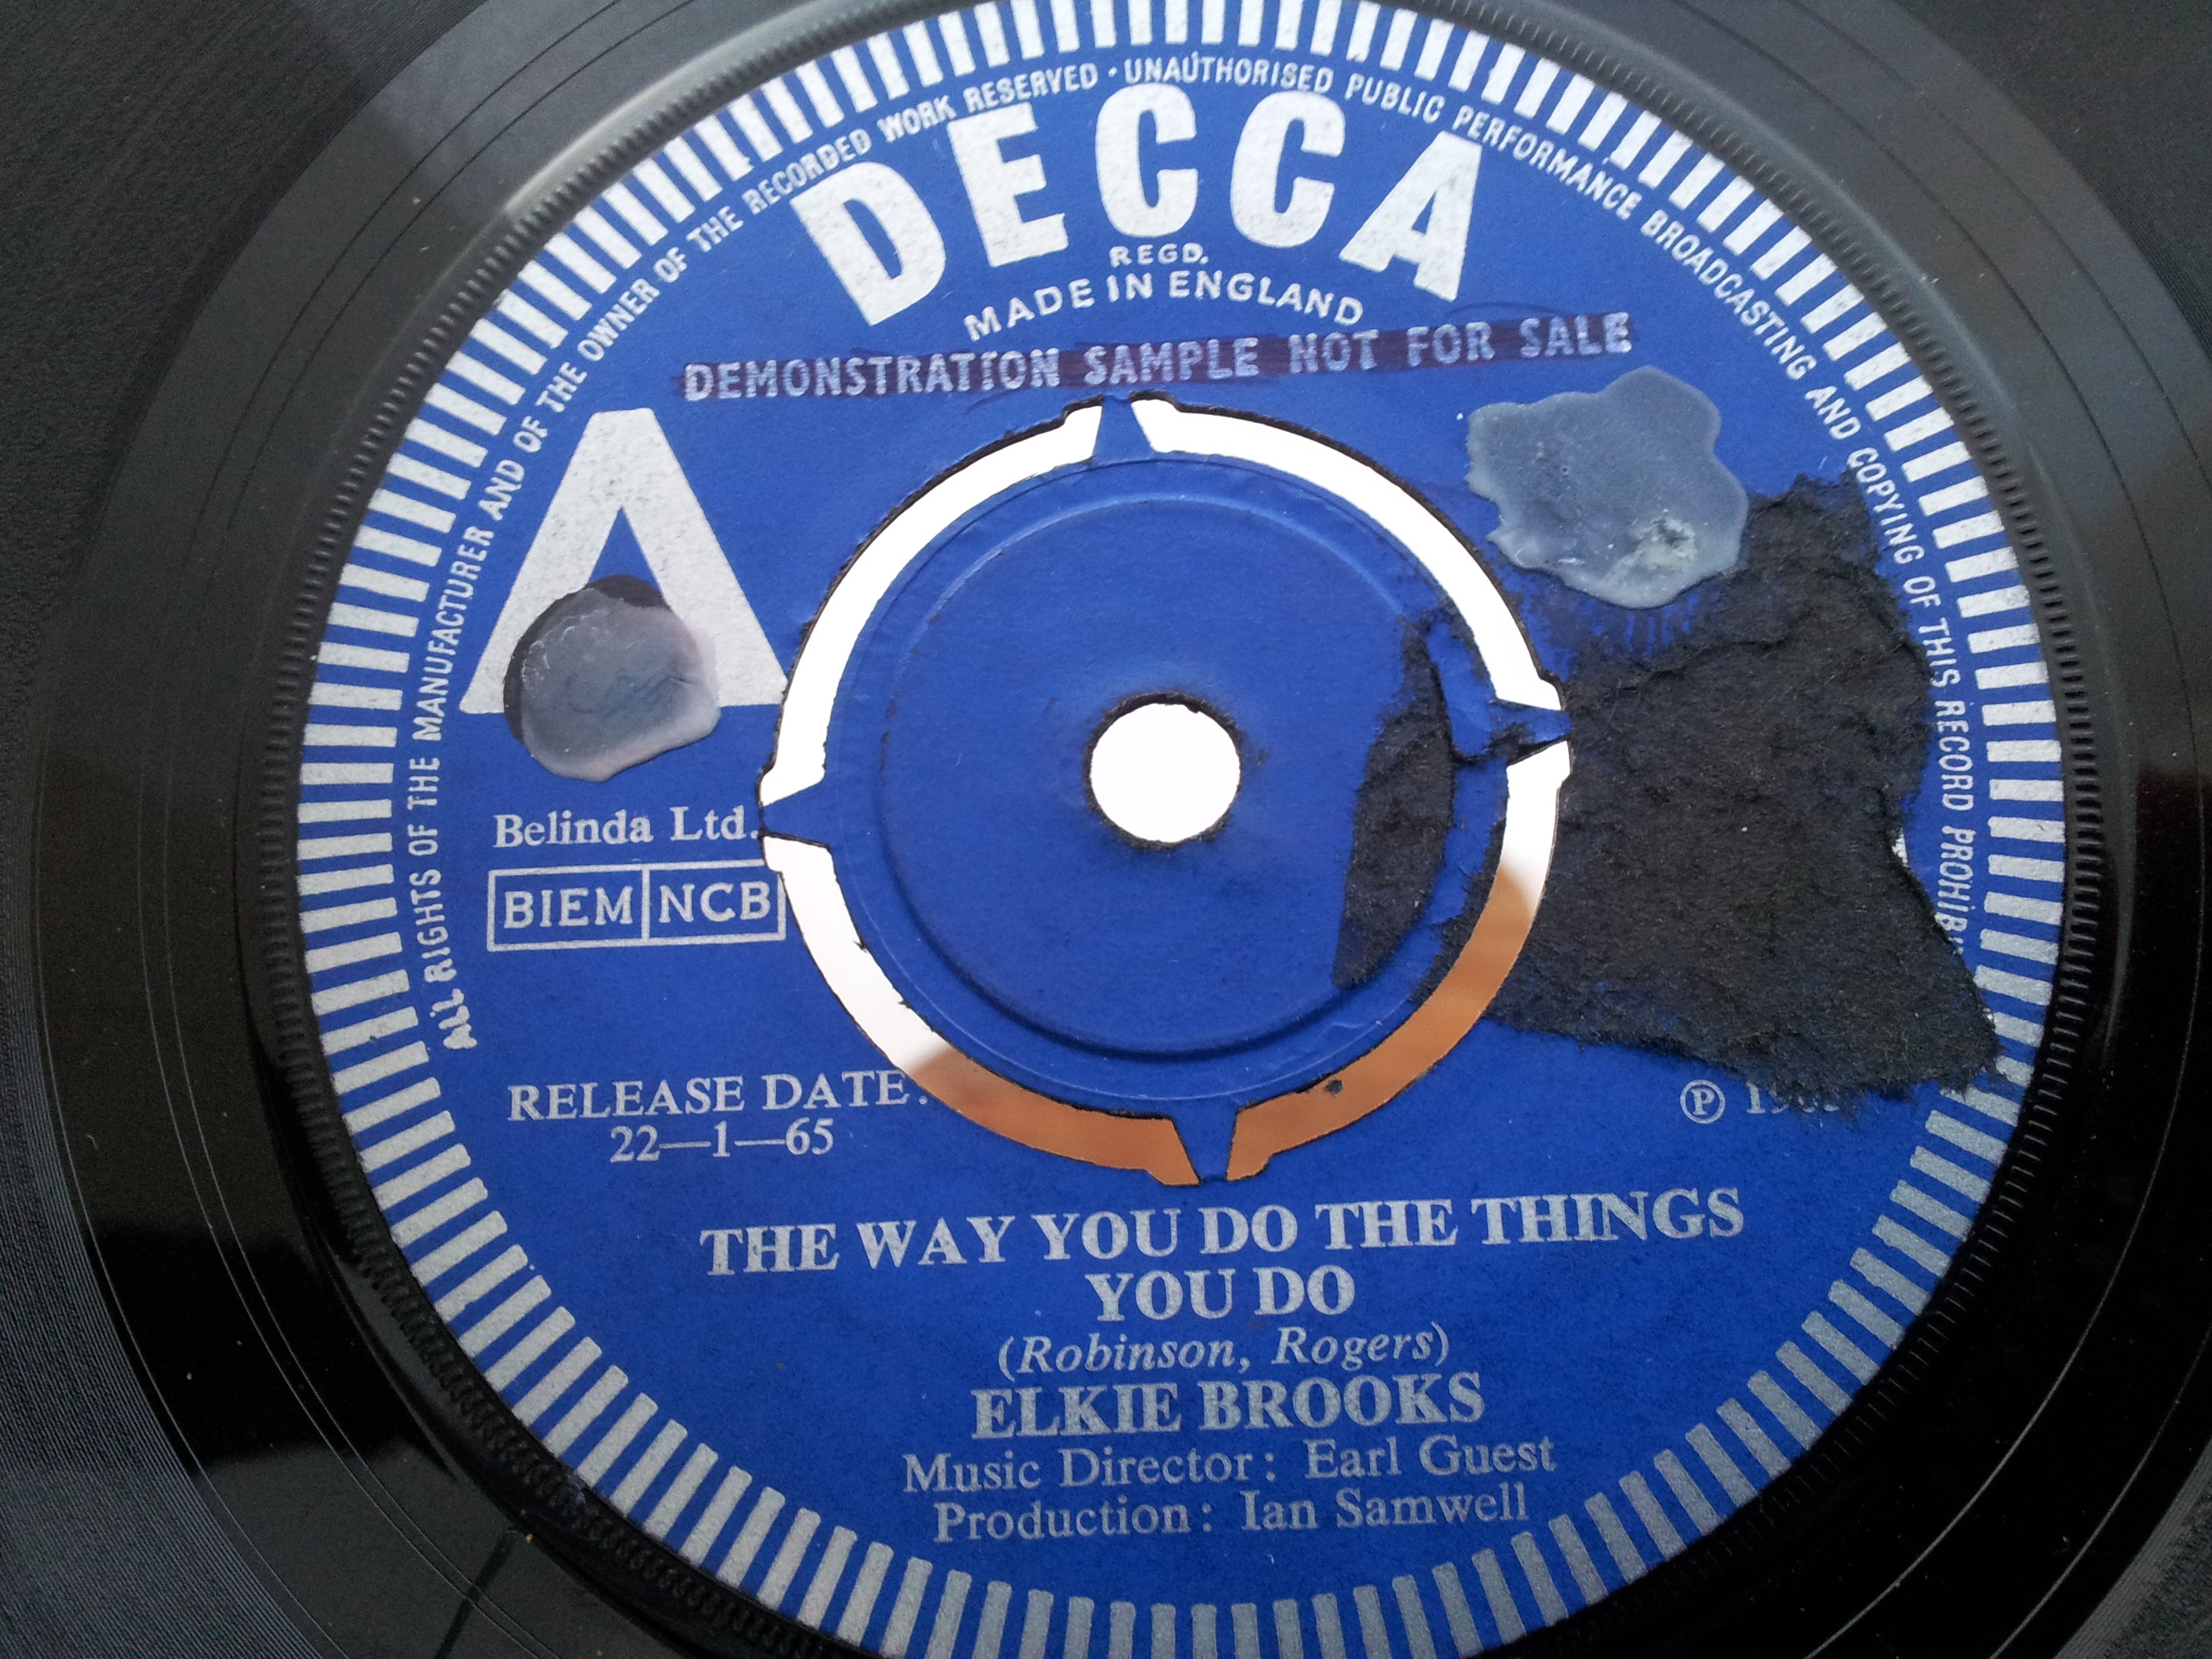 ALL RIGHTS OF THE MANUFACTURER AND OF THE OWNER OF THE RECORDED WORK RESERVED · UNAUTHORISED PUBLIC PERFORMANCE BROADCASTING AND COPYING OF THIS RECORD
DECCA
REGD.
MADE IN ENGLAND
DEMONSTRATION SAMPLE NOT FOR SALE
A
Belinda Ltd.
BIEM NCB
RELEASE DATE:
22—1—65
℗
THE WAY YOU DO THE THINGS
YOU DO
(Robinson, Rogers)
ELKIE BROOKS
Music Director: Earl Guest
Production: Ian Samwell